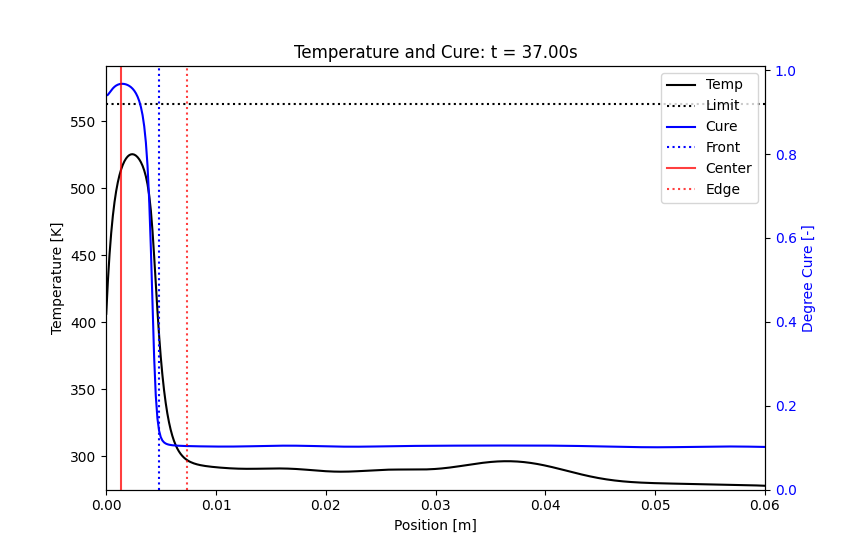 Temperature and Cure: t = 37.00s
Temperature [K]
550
500
450
400
350
300
Temp
Limit
Cure
Front
Center
Edge
1.0
0.8
0.6
0.4
0.2
0.0
Degree Cure [-]
0.00
0.01
0.02
0.03
0.04
0.05
0.06
Position [m]